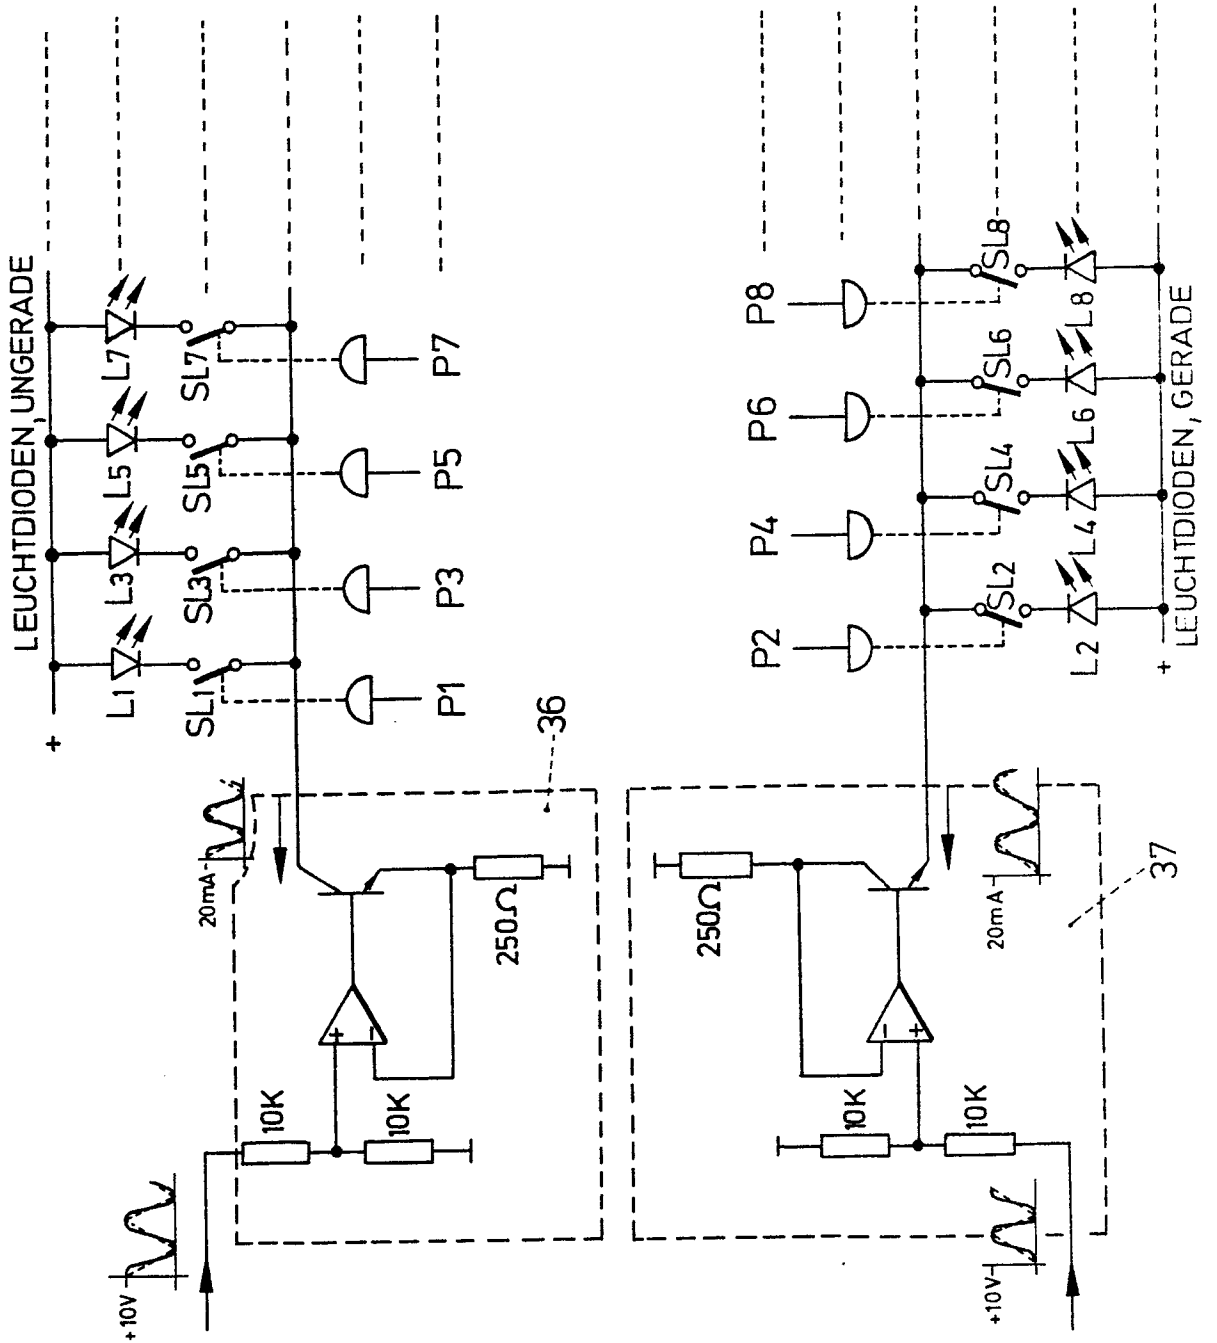 LEUCHTDIODEN, UNGERADE
+
L1
L3
L5
L7
SL1
SL3
SL5
SL7
P1
P3
P5
P7
20mA
36
250Ω
+
−
10K
10K
+10V
P2
P4
P6
P8
SL2
SL4
SL6
SL8
L2
L4
L6
L8
+
LEUCHTDIODEN, GERADE
250Ω
20mA
37
−
+
10K
10K
+10V